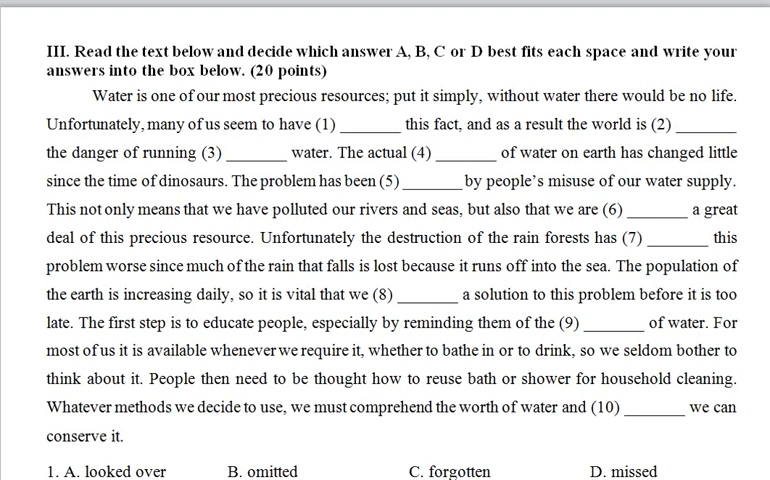 III. Read the text below and decide which answer A, B, C or D best fits each space and write your
answers into the box below. (20 points)
Water is one of our most precious resources; put it simply, without water there would be no life.
Unfortunately, many of us seem to have (1) _______ this fact, and as a result the world is (2) _______
the danger of running (3) _______ water. The actual (4) _______ of water on earth has changed little
since the time of dinosaurs. The problem has been (5) _______ by people's misuse of our water supply.
This not only means that we have polluted our rivers and seas, but also that we are (6) _______ a great
deal of this precious resource. Unfortunately the destruction of the rain forests has (7) _______ this
problem worse since much of the rain that falls is lost because it runs off into the sea. The population of
the earth is increasing daily, so it is vital that we (8) _______ a solution to this problem before it is too
late. The first step is to educate people, especially by reminding them of the (9) _______ of water. For
most of us it is available whenever we require it, whether to bathe in or to drink, so we seldom bother to
think about it. People then need to be thought how to reuse bath or shower for household cleaning.
Whatever methods we decide to use, we must comprehend the worth of water and (10) _______ we can
conserve it.
1. A. looked over B. omitted C. forgotten D. missed